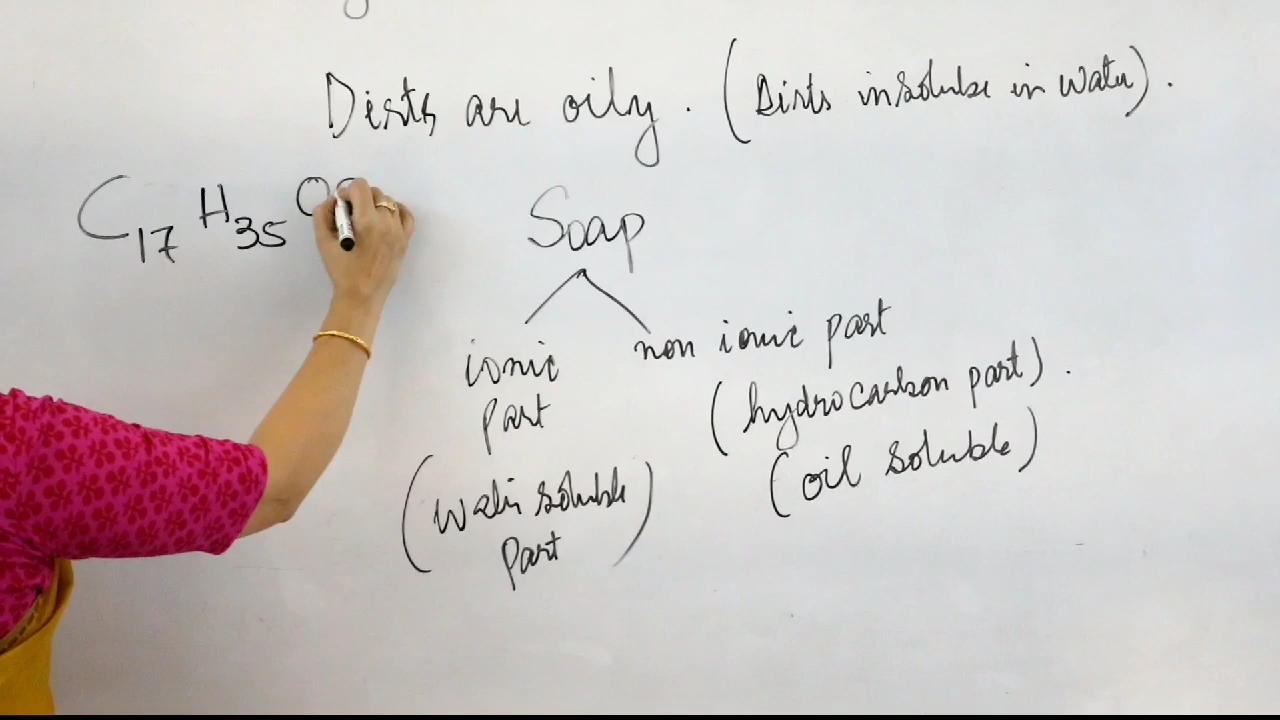 Dirts are oily. (Dirts insoluble in water).
C17H35
Soap
ionic part
non ionic part
(water soluble part)
(hydrocarbon part).
(oil soluble)